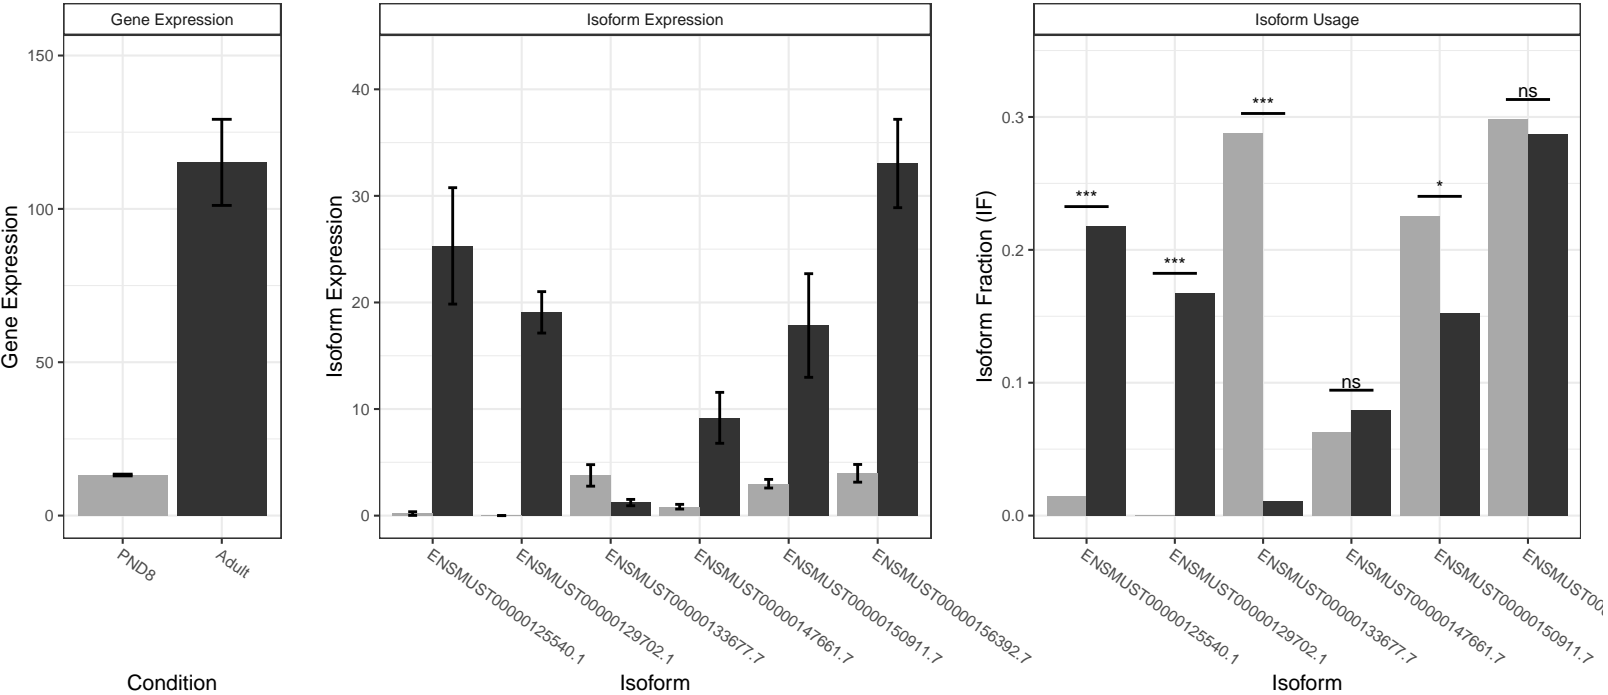 Gene Expression
Isoform Expression
Isoform Usage
Gene Expression
150
100
50
0
PND8
Adult
Condition
Isoform Expression
40
30
20
10
0
ENSMUST00000125540.1
ENSMUST00000129702.1
ENSMUST00000133677.7
ENSMUST00000147661.7
ENSMUST00000150911.7
ENSMUST00000156392.7
Isoform
Isoform Fraction (IF)
0.3
0.2
0.1
0.0
***
***
***
ns
*
ns
ENSMUST00000125540.1
ENSMUST00000129702.1
ENSMUST00000133677.7
ENSMUST00000147661.7
ENSMUST00000150911.7
Isoform